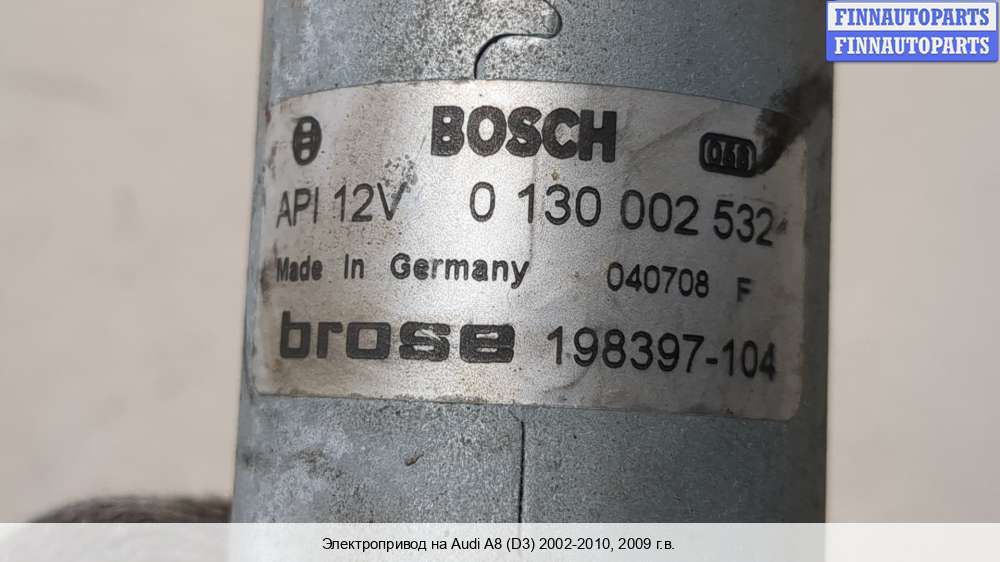 FINNAUTOPARTS
FINNAUTOPARTS
BOSCH
068
API 12V 0 130 002 532
Made In Germany 040708 F
brose 198397-104
Электропривод на Audi A8 (D3) 2002-2010, 2009 г.в.